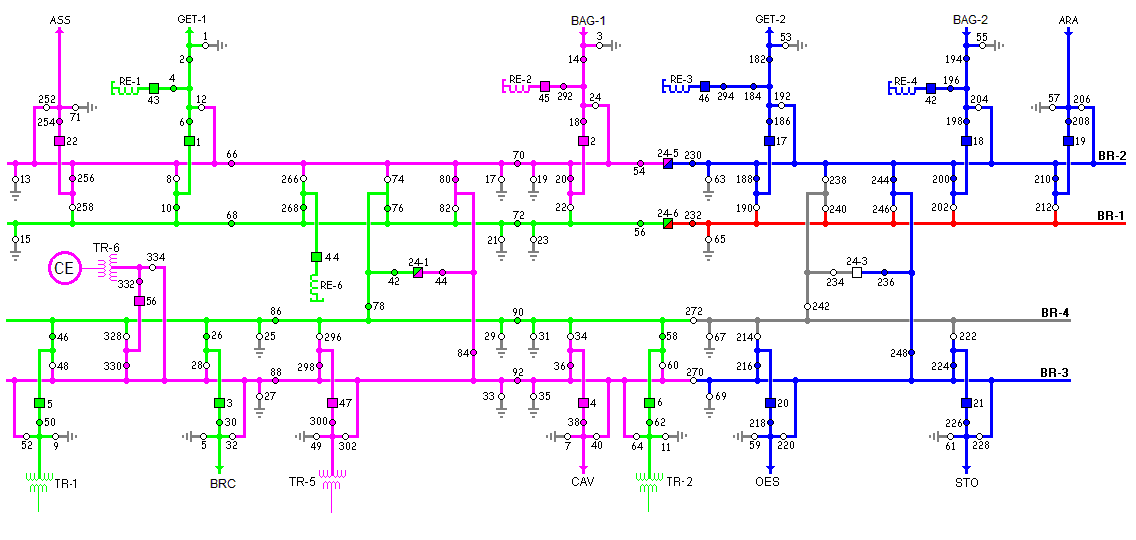 ASS GET-1 BAG-1 GET-2 BAG-2 ARA
1 3 53 55
2 14 182 194
RE-1 4 RE-2 RE-3 RE-4 196
43 45 292 46 294 184 42
252 71 12 24 192 204 57 206
254 6 18 186 198 208
22 1 2 17 18 19
66 70 24-5 230 BR-2
54
13 256 8 266 74 80 17 19 20 63 188 238 244 200 210
258 10 268 76 82 22 190 240 246 202 212
68 72 24-6 232 BR-1
56
15 21 23 65
TR-6 334 44
CE 332 24-1 24-3
56 RE-6 42 44 234 236
78 242
86 90 272 BR-4
46 328 26 25 296 29 31 34 58 67 214 222
84 248
48 330 28 298 36 60 216 224
88 92 270 BR-3
27 33 35 69
5 3 47 4 6 20 21
50 30 300 38 62 218 226
52 9 5 32 49 302 7 40 64 11 59 220 61 228
TR-1 BRC TR-5 CAV TR-2 OES STO